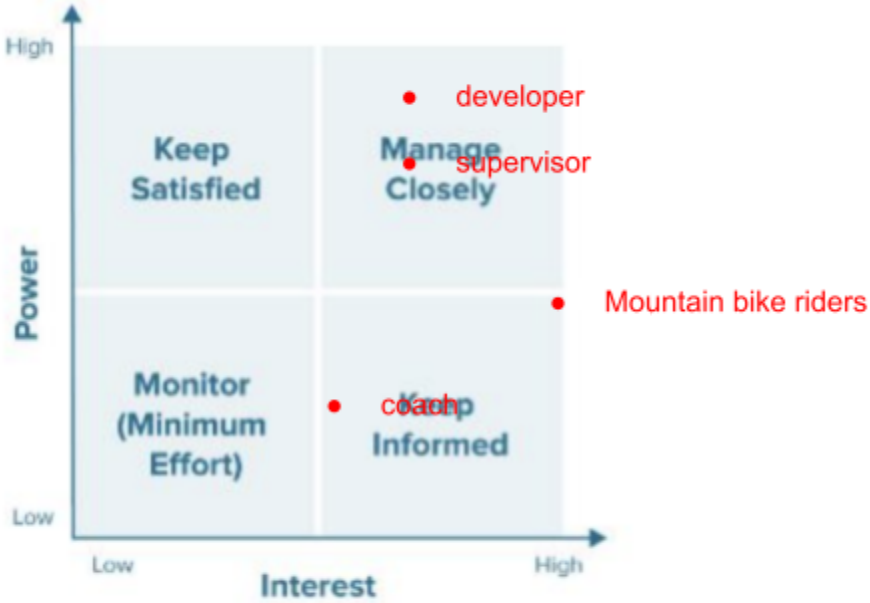 High
developer
Keep
Satisfied
Manage
Closely
supervisor
Power
Mountain bike riders
Monitor
(Minimum
Effort)
coach
Keep
Informed
Low
Low
High
Interest